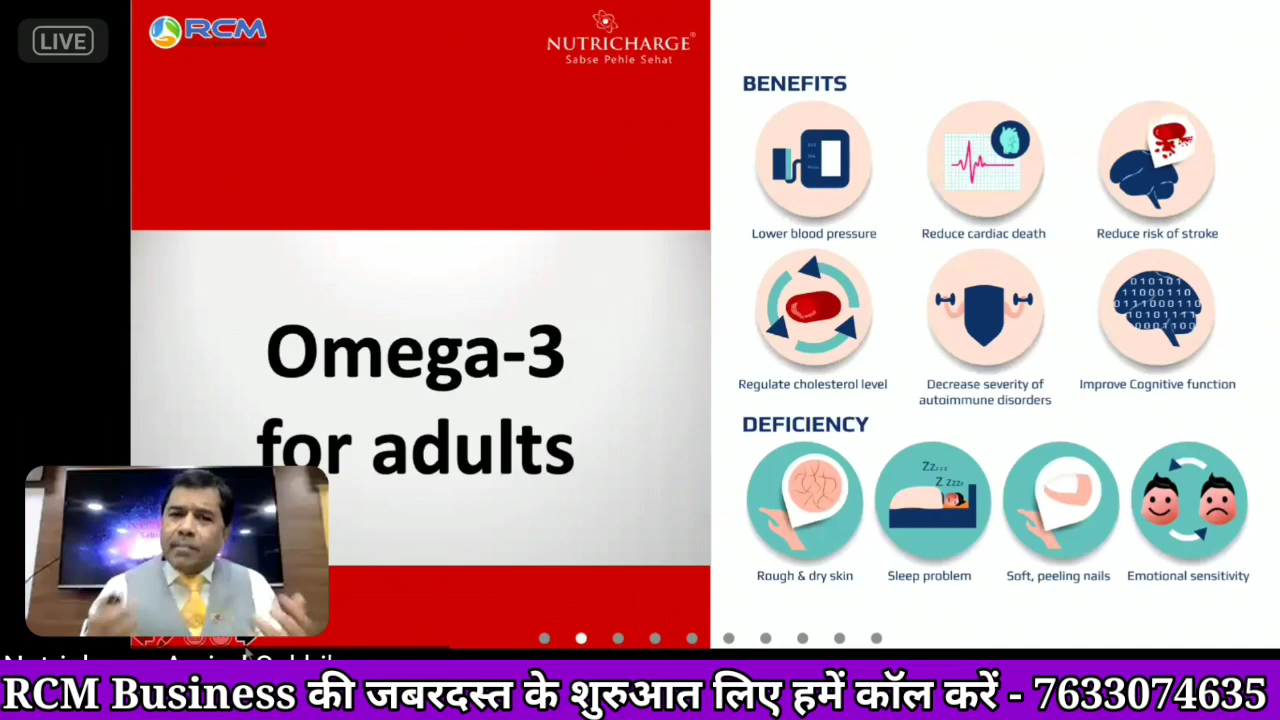 LIVE
RCM
NUTRICHARGE®
Sabse Pehle Sehat
Omega-3
for adults
BENEFITS
Lower blood pressure
Reduce cardiac death
Reduce risk of stroke
Regulate cholesterol level
Decrease severity of
autoimmune disorders
Improve Cognitive function
DEFICIENCY
Zzzzz
Z zzzz
Rough & dry skin
Sleep problem
Soft, peeling nails
Emotional sensitivity
RCM Business की जबरदस्त के शुरुआत लिए हमें कॉल करें - 7633074635